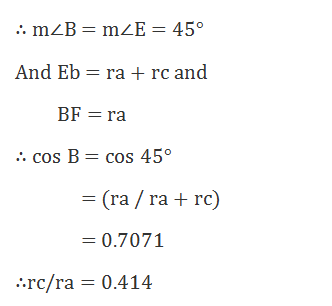 ∴ m∠B = m∠E = 45°
And Eb = ra + rc and
BF = ra
∴ cos B = cos 45°
= (ra / ra + rc)
= 0.7071
∴rc/ra = 0.414